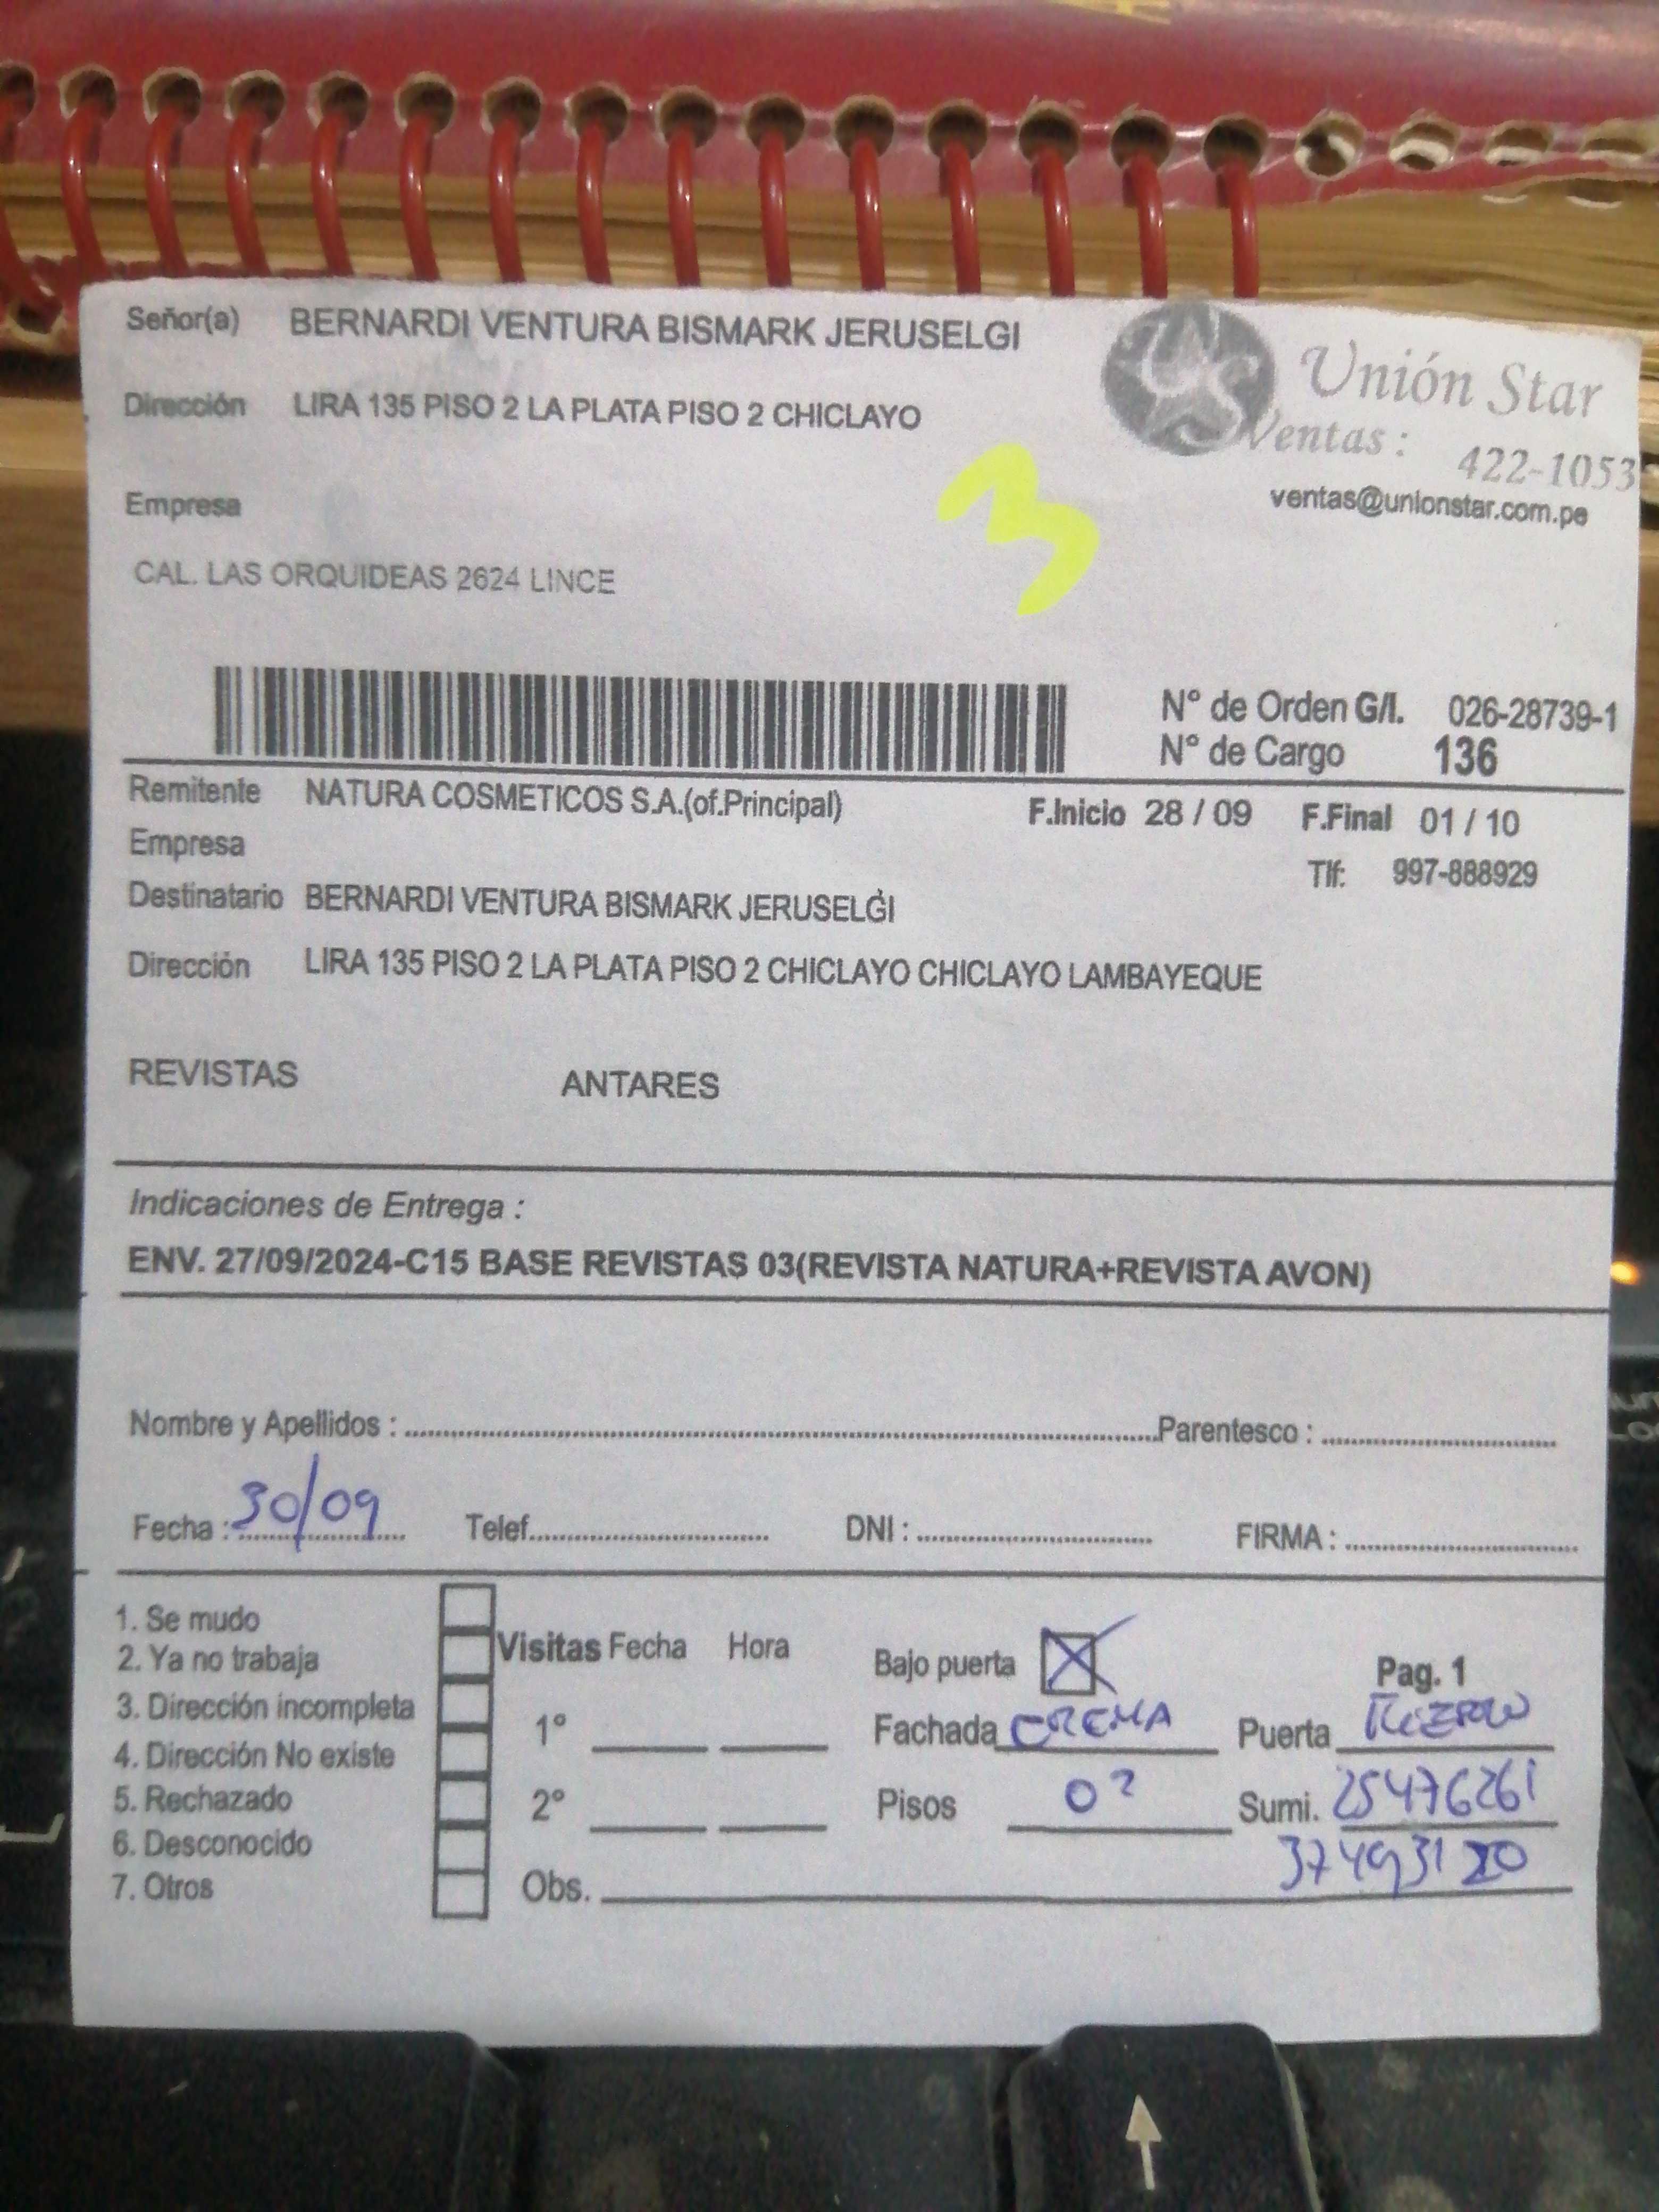 Señor(a) BERNARDI VENTURA BISMARK JERUSELGI
Unión Star
Dirección LIRA 135 PISO 2 LA PLATA PISO 2 CHICLAYO
Ventas : 422-1053
ventas@unionstar.com.pe
3
Empresa
CAL. LAS ORQUIDEAS 2624 LINCE
N° de Orden G/I. 026-28739-1
N° de Cargo 136
Remitente NATURA COSMETICOS S.A.(of.Principal) F.Inicio 28 / 09 F.Final 01 / 10
Empresa
Tlf: 997-888929
Destinatario BERNARDI VENTURA BISMARK JERUSELGI
Dirección LIRA 135 PISO 2 LA PLATA PISO 2 CHICLAYO CHICLAYO LAMBAYEQUE
REVISTAS ANTARES
Indicaciones de Entrega :
ENV. 27/09/2024-C15 BASE REVISTAS 03(REVISTA NATURA+REVISTA AVON)
Nombre y Apellidos : Parentesco :
Fecha : 30/09 Telef. DNI : FIRMA :
1. Se mudo
2. Ya no trabaja
3. Dirección incompleta
4. Dirección No existe
5. Rechazado
6. Desconocido
7. Otros
Visitas Fecha Hora
1°
2°
Obs.
Bajo puerta X
Pag. 1
Fachada CREMA Puerta
Pisos 02 Sumi. 25476261
37493120